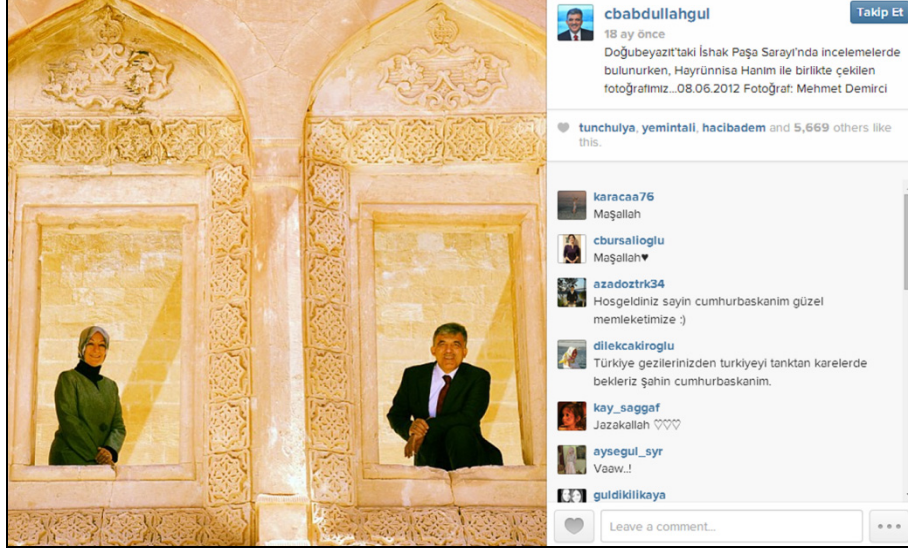 cbabdullahgul
Takip Et
18 ay önce
Doğubeyazıt'taki İshak Paşa Sarayı'nda incelemelerde
bulunurken, Hayrünnisa Hanım ile birlikte çekilen
fotoğrafımız...08.06.2012 Fotoğraf: Mehmet Demirci
tunchulya, yemintali, hacibadem and 5,669 others like
this.
karacaa76
Maşallah
cbursalioglu
Maşallah♥
azadoztrk34
Hosgeldiniz sayin cumhurbaskanim güzel
memleketimize :)
dilekcakiroglu
Türkiye gezilerinizden turkiyeyi tanktan karelerde
bekleriz şahin cumhurbaskanim.
kay_saggaf
Jazakallah ♡♡♡
aysegul_syr
Vaaw..!
guldikilikaya
Leave a comment...